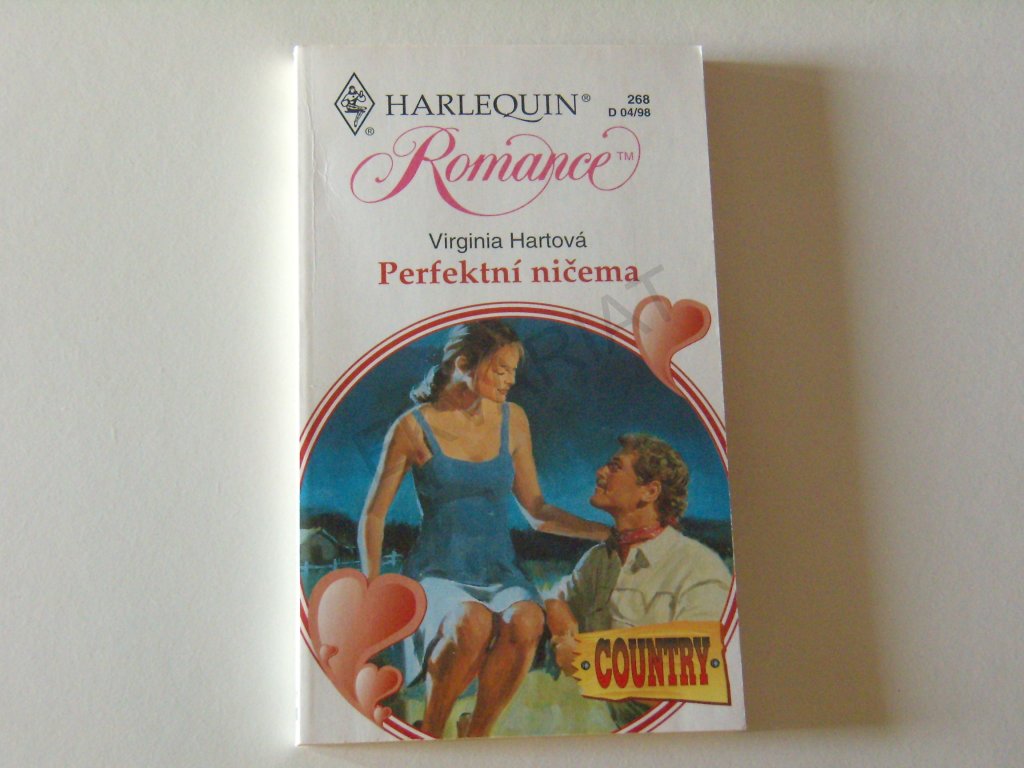 HARLEQUIN®
268
D 04/98
®
Romance™
Virginia Hartová
Perfektní ničema
COUNTRY